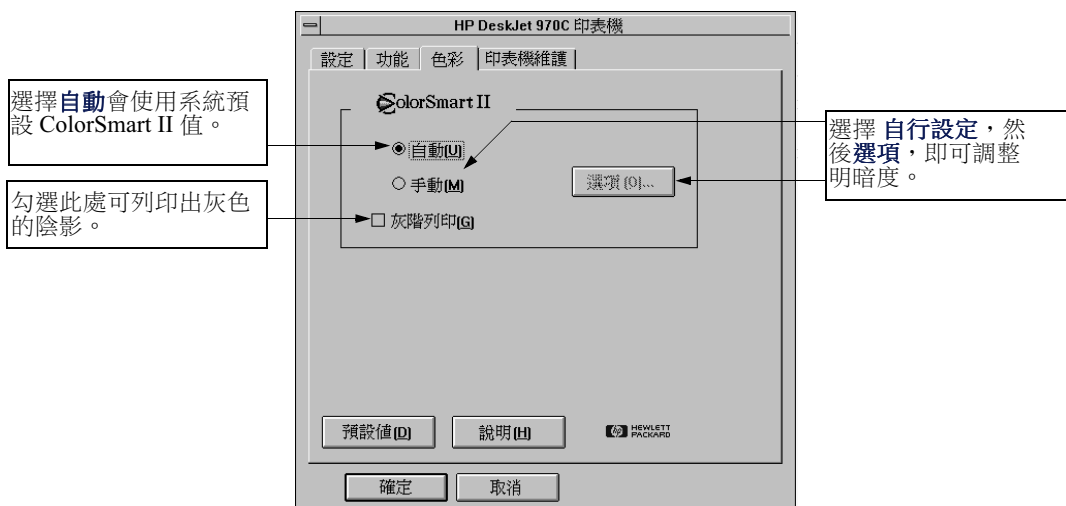 HP DeskJet 970C 印表機
設定 功能 色彩 印表機維護
選擇自動會使用系統預
設 ColorSmart II 值。
ColorSmart II
自動(U)
手動(M)
選項(O)...
選擇 自行設定，然
後選項，即可調整
明暗度。
勾選此處可列印出灰色
的陰影。
灰階列印(G)
預設值(D) 說明(H) hp HEWLETT
PACKARD
確定 取消